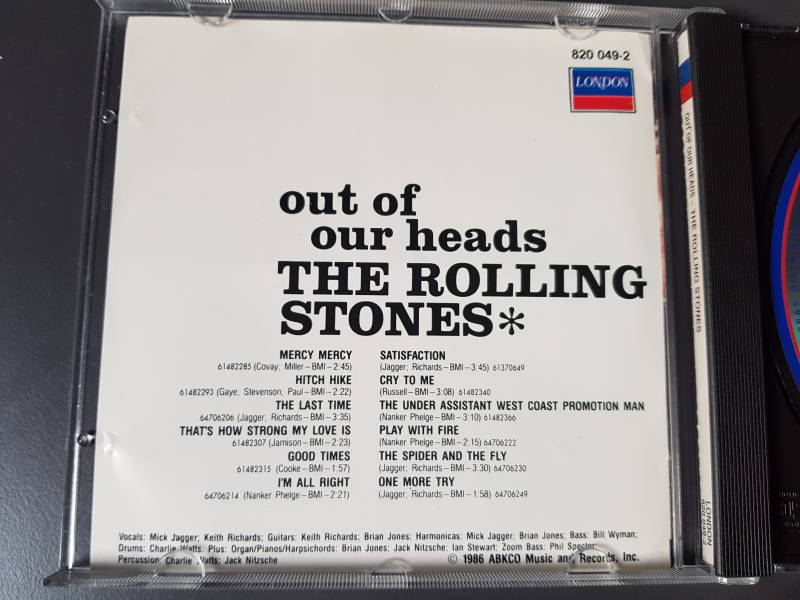 820 049-2
LONDON
out of
our heads
THE ROLLING
STONES*
MERCY MERCY
61482285 (Covay; Miller–BMI–2:45)
HITCH HIKE
61482293 (Gaye; Stevenson, Paul–BMI–2:22)
THE LAST TIME
64706206 (Jagger; Richards–BMI–3:35)
THAT'S HOW STRONG MY LOVE IS
61482307 (Jamison–BMI–2:23)
GOOD TIMES
61482315 (Cooke–BMI–1:57)
I'M ALL RIGHT
64706214 (Nanker Phelge–BMI–2:21)
SATISFACTION
(Jagger; Richards–BMI–3:45) 61370649
CRY TO ME
(Russell–BMI–3:08) 61482340
THE UNDER ASSISTANT WEST COAST PROMOTION MAN
(Nanker Phelge–BMI–3:10) 61482366
PLAY WITH FIRE
(Nanker Phelge–BMI–2:15) 64706222
THE SPIDER AND THE FLY
(Jagger; Richards–BMI–3:30) 64706230
ONE MORE TRY
(Jagger; Richards–BMI–1:58) 64706249
Vocals: Mick Jagger; Keith Richards; Guitars: Keith Richards; Brian Jones; Harmonicas: Mick Jagger; Brian Jones; Bass: Bill Wyman;
Drums: Charlie Watts. Plus: Organ/Pianos/Harpsichords: Brian Jones; Jack Nitzsche; Ian Stewart; Zoom Bass: Phil Spector
Percussion: Charlie Watts; Jack Nitzsche
© 1986 ABKCO Music and Records, Inc.
OUT OF OUR HEADS – THE ROLLING STONES
LONDON
820 049-2